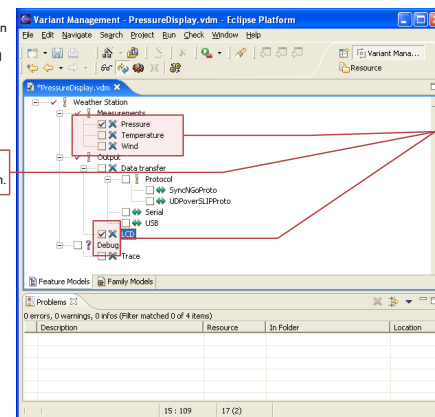 Variant Management - PressureDisplay.vdm - Eclipse Platform
File Edit Navigate Search Project Run Check Window Help
Variant Mana...
Resource
*PressureDisplay.vdm
Weather Station
Measurements
Pressure
Temperature
Wind
Output
Data transfer
Protocol
SyncNGoProto
UDPoverSLIPProto
Serial
USB
LCD
Debug
Trace
Feature Models Family Models
Problems
0 errors, 0 warnings, 0 infos (Filter matched 0 of 4 items)
Description Resource In Folder Location
15 : 109 17 (2)